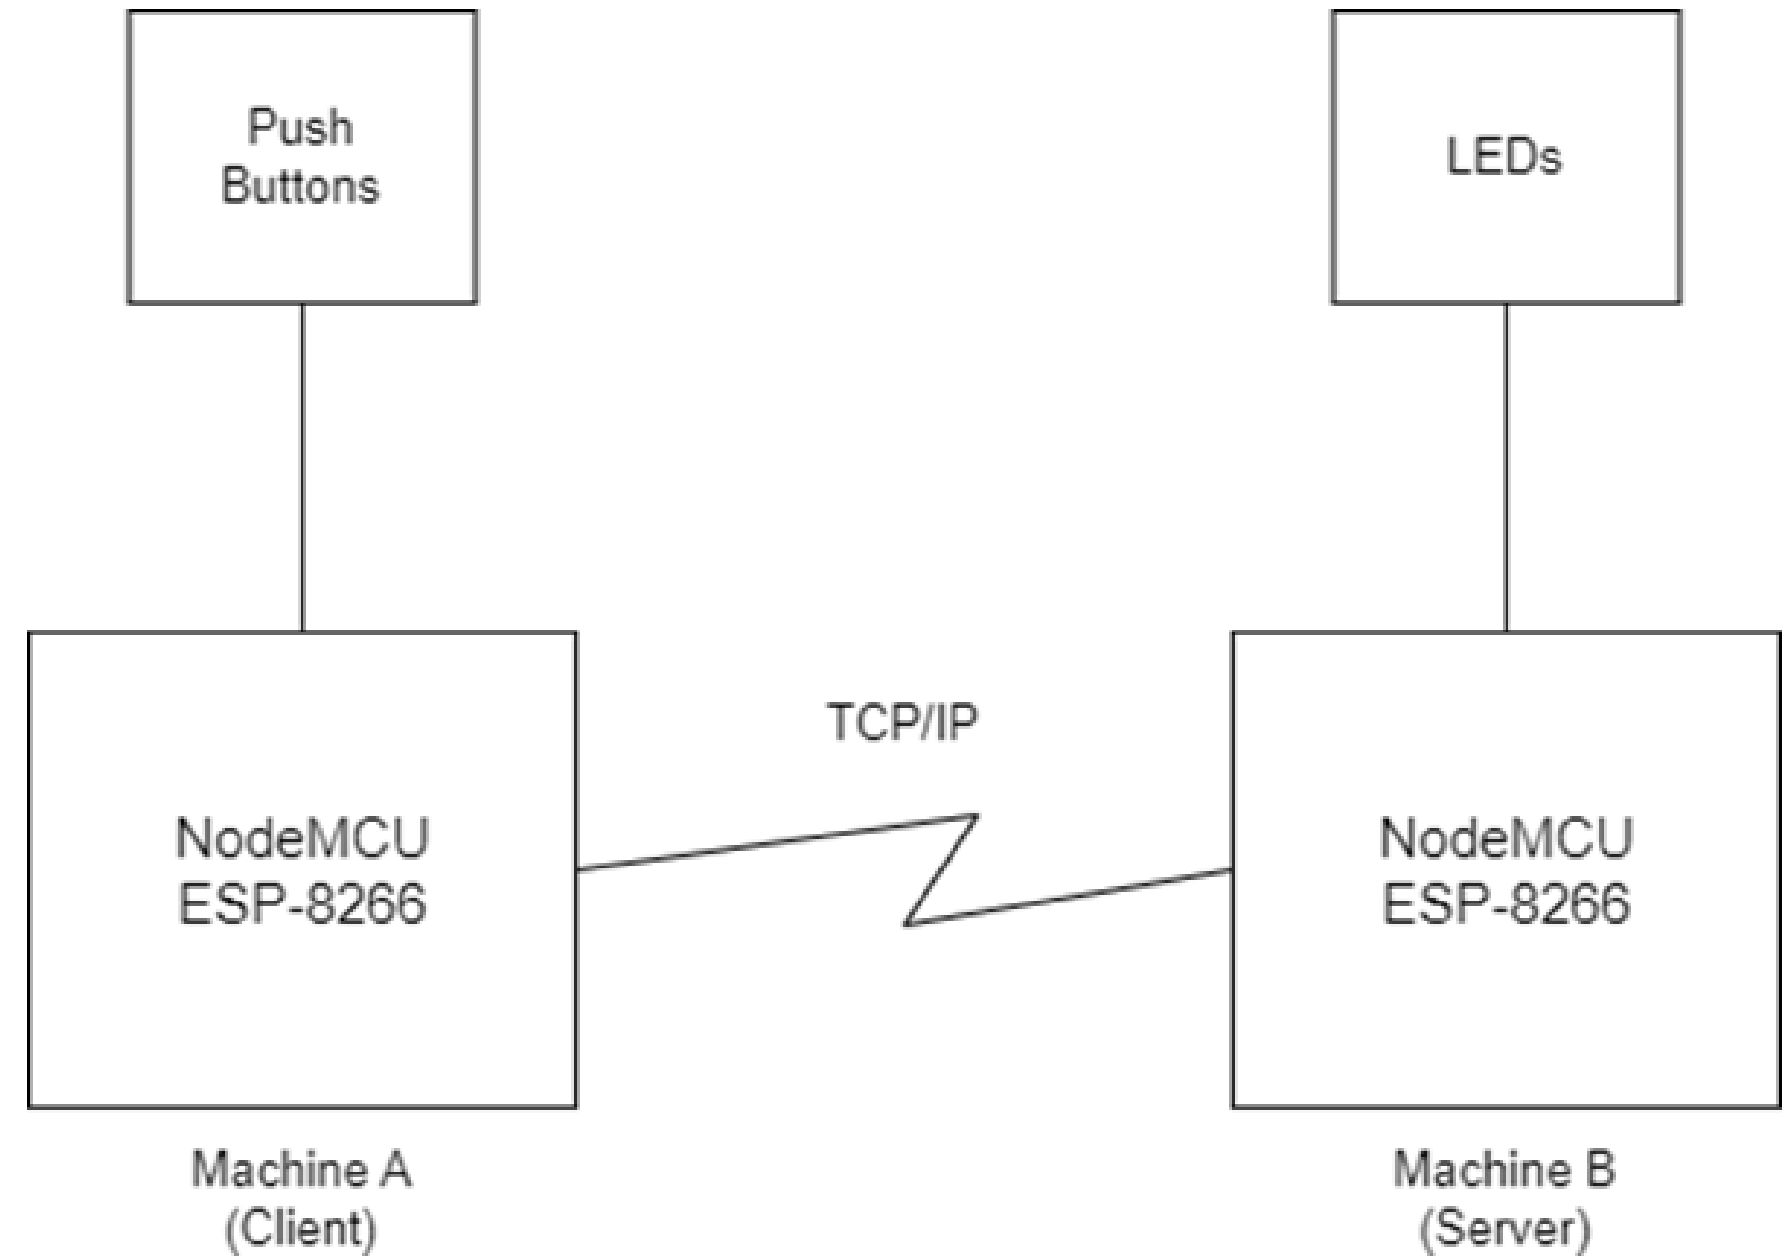 Push
Buttons
LEDs
TCP/IP
NodeMCU
ESP-8266
NodeMCU
ESP-8266
Machine A
(Client)
Machine B
(Server)